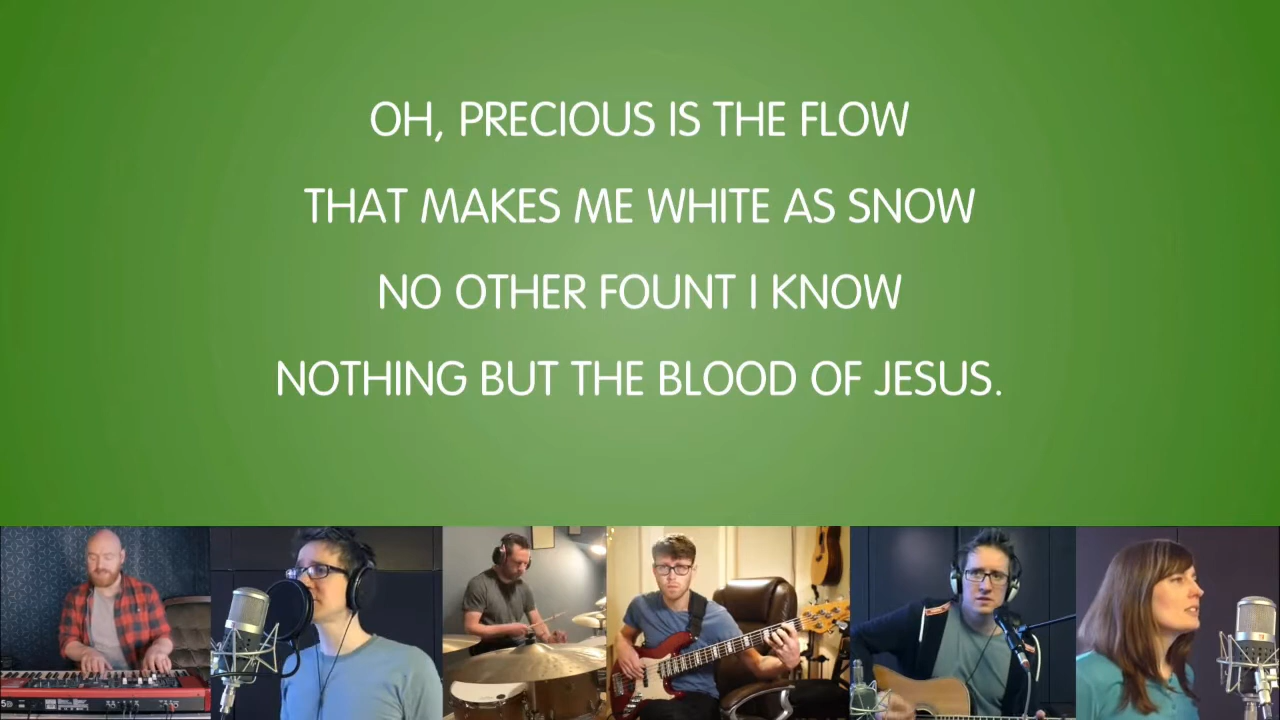 OH, PRECIOUS IS THE FLOW
THAT MAKES ME WHITE AS SNOW
NO OTHER FOUNT I KNOW
NOTHING BUT THE BLOOD OF JESUS.